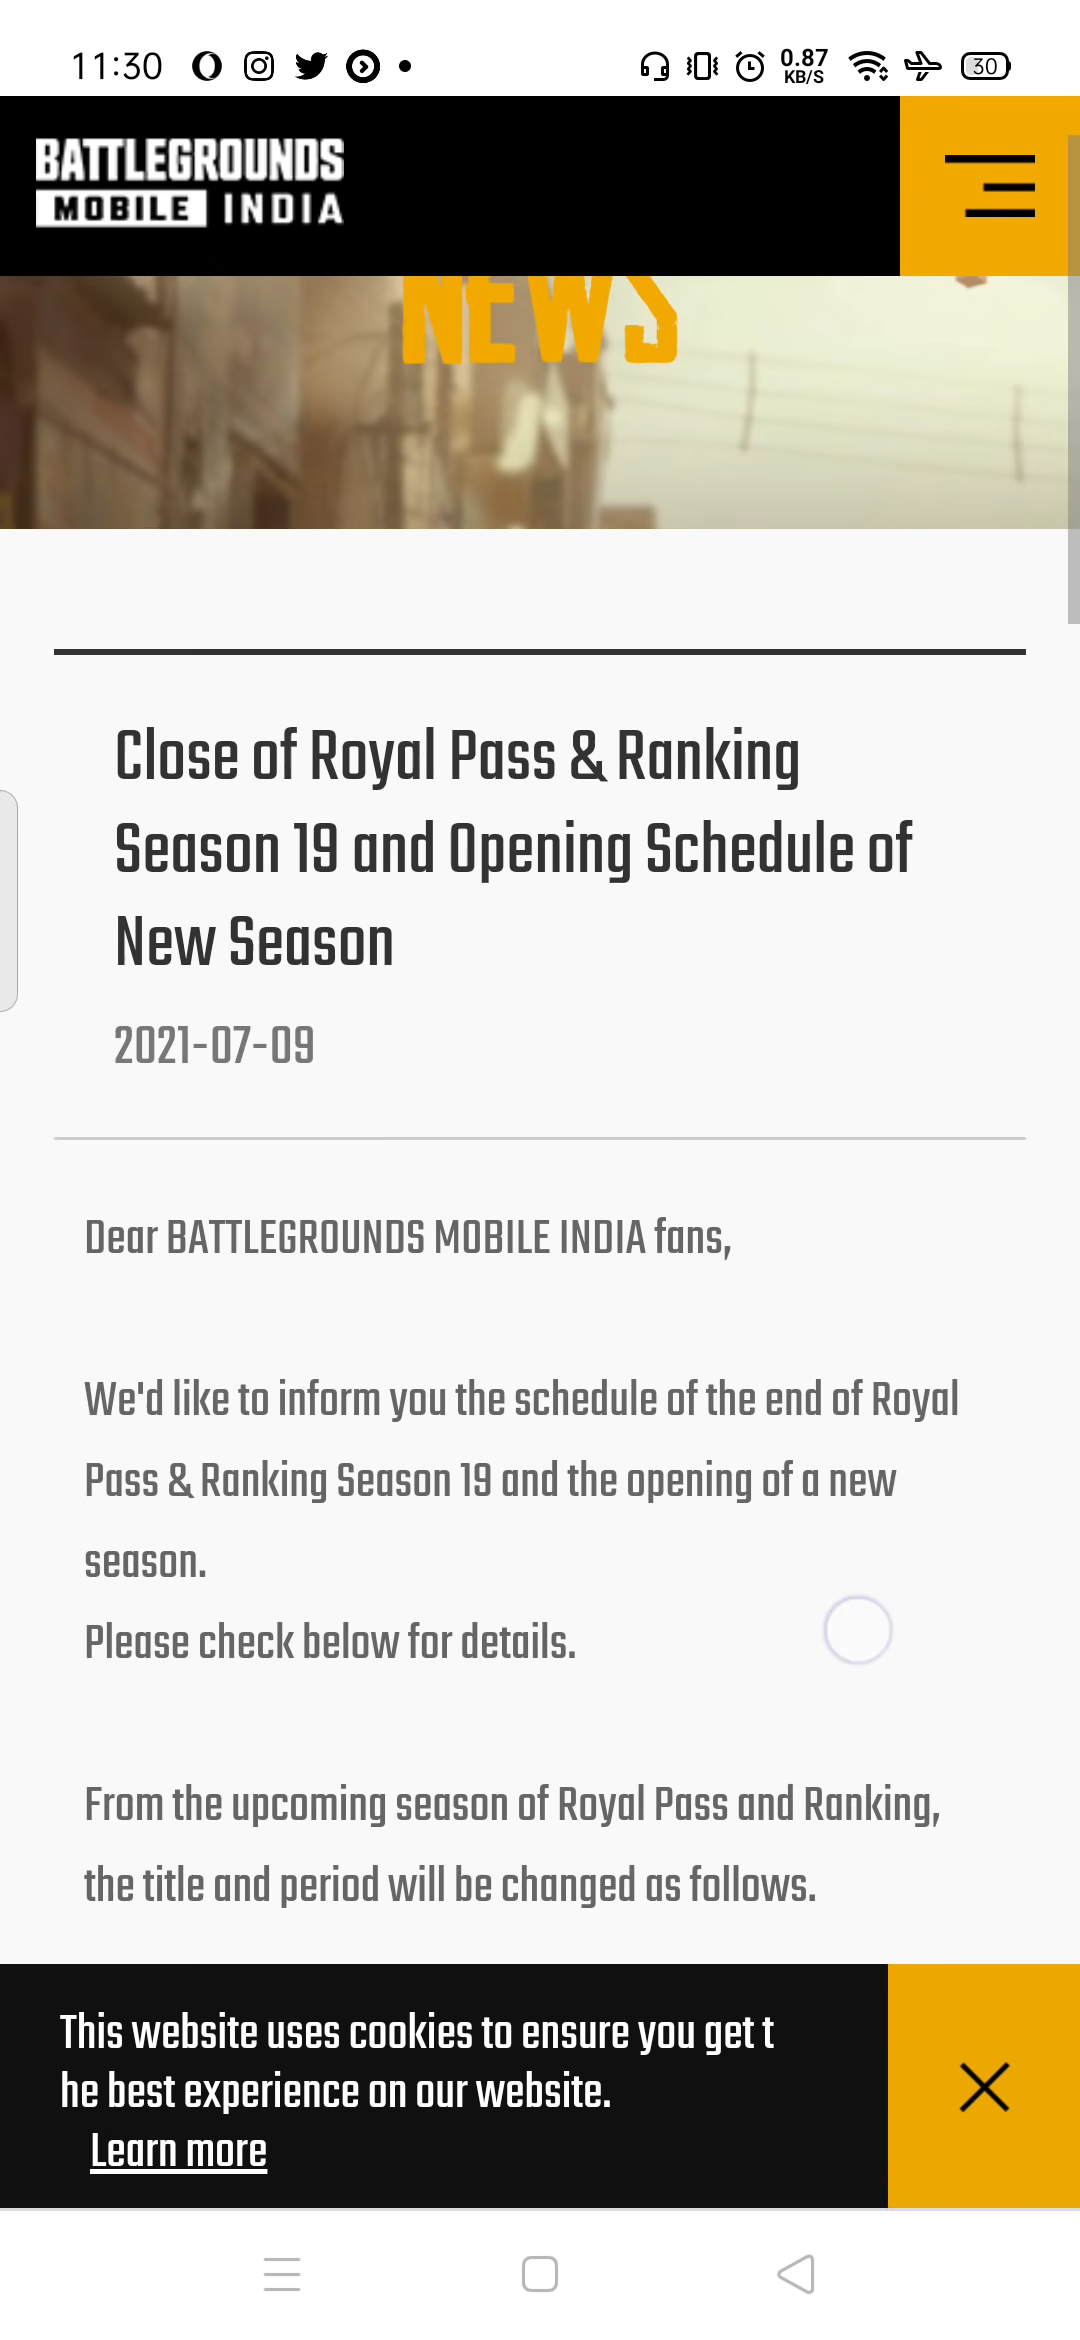 11:30
0.87
KB/S
30
BATTLEGROUNDS
MOBILE INDIA
NEWS
Close of Royal Pass & Ranking
Season 19 and Opening Schedule of
New Season
2021-07-09
Dear BATTLEGROUNDS MOBILE INDIA fans,
We'd like to inform you the schedule of the end of Royal
Pass & Ranking Season 19 and the opening of a new
season.
Please check below for details.
From the upcoming season of Royal Pass and Ranking,
the title and period will be changed as follows.
This website uses cookies to ensure you get t
he best experience on our website.
Learn more